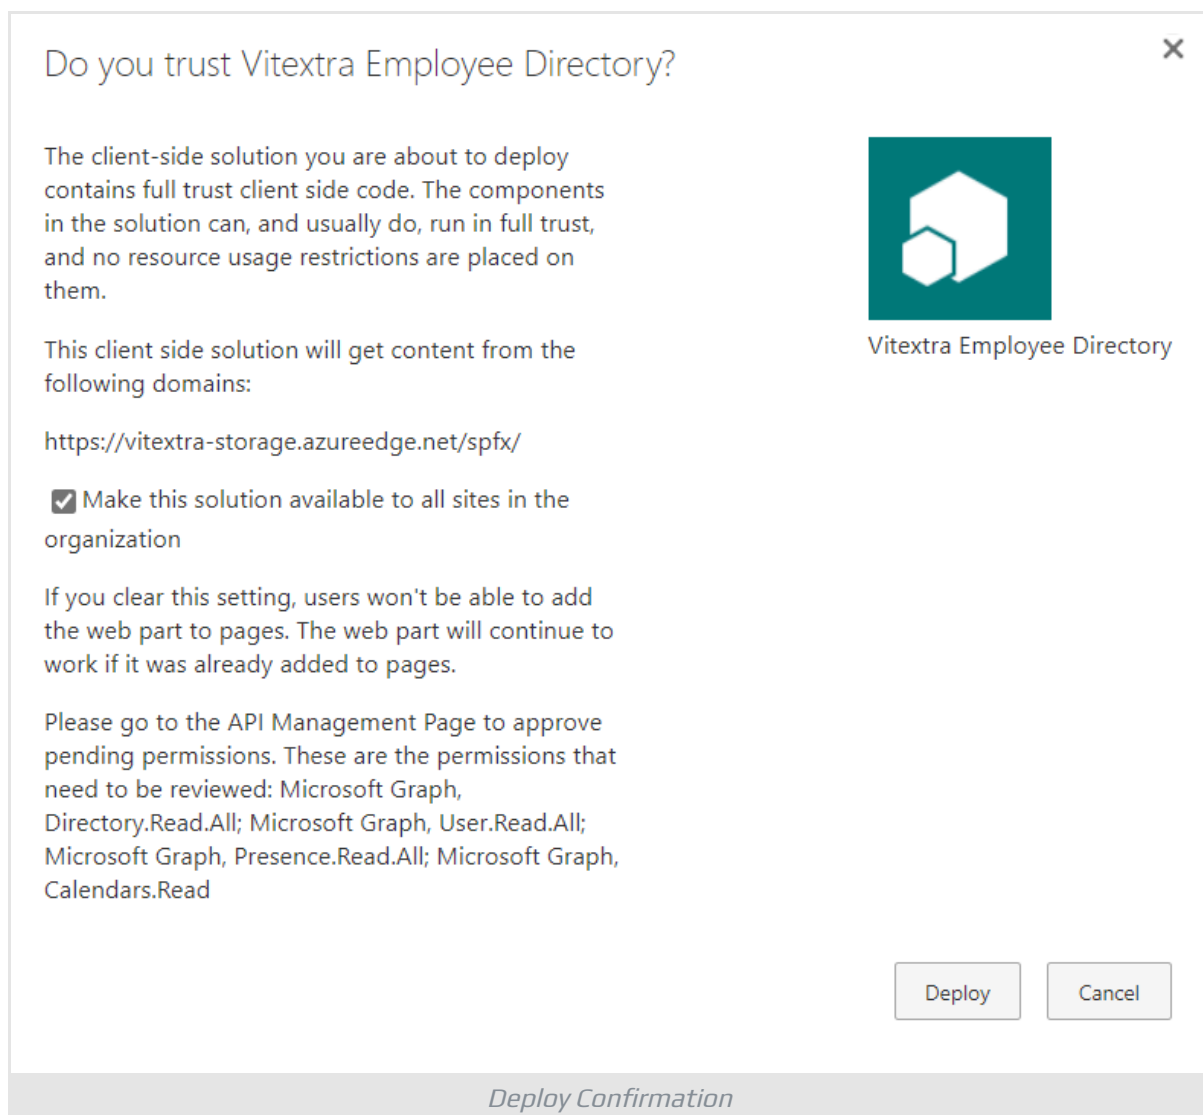 Do you trust Vitextra Employee Directory?
The client-side solution you are about to deploy
contains full trust client side code. The components
in the solution can, and usually do, run in full trust,
and no resource usage restrictions are placed on
them.
This client side solution will get content from the
following domains:
https://vitextra-storage.azureedge.net/spfx/
Make this solution available to all sites in the
organization
If you clear this setting, users won't be able to add
the web part to pages. The web part will continue to
work if it was already added to pages.
Please go to the API Management Page to approve
pending permissions. These are the permissions that
need to be reviewed: Microsoft Graph,
Directory.Read.All; Microsoft Graph, User.Read.All;
Microsoft Graph, Presence.Read.All; Microsoft Graph,
Calendars.Read
Vitextra Employee Directory
Deploy
Cancel
Deploy Confirmation